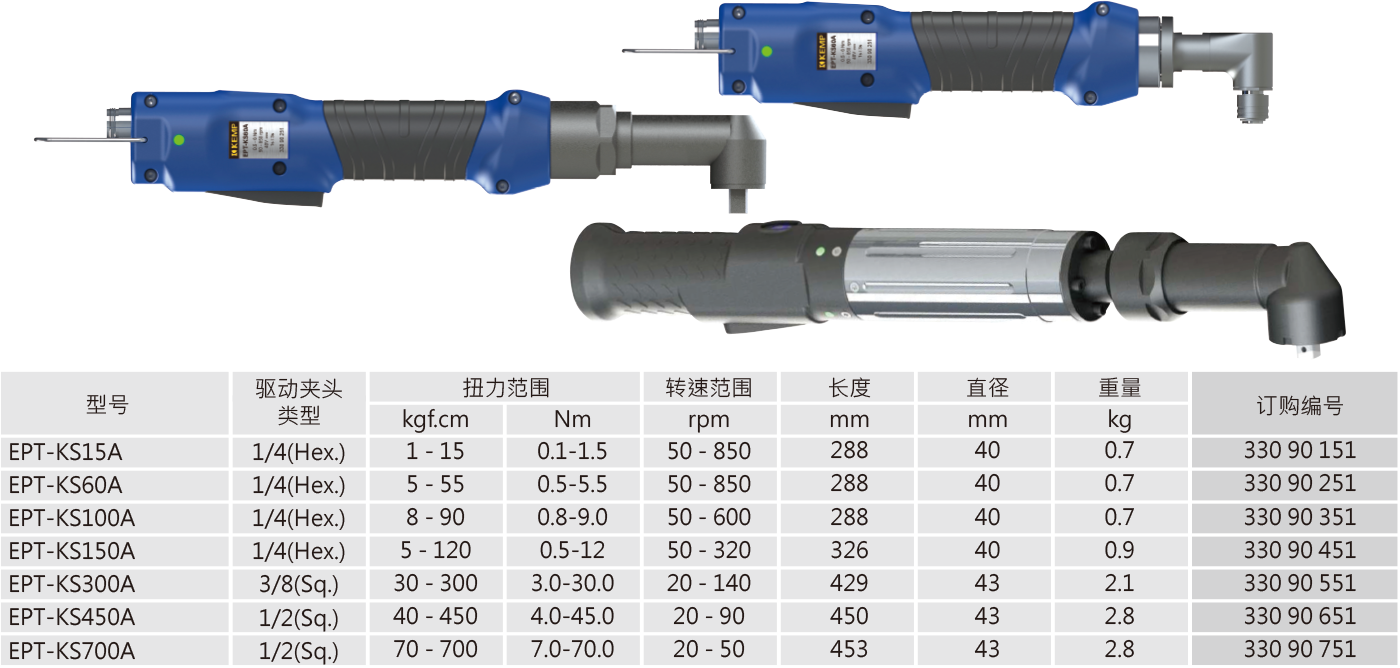 KEMP
EPT-KS60A
330 90 251
KEMP
EPT-KS60A
330 90 251
型号 驱动夹头类型 扭力范围 转速范围 长度 直径 重量 订购编号
kgf.cm Nm rpm mm mm kg
EPT-KS15A 1/4(Hex.) 1 - 15 0.1-1.5 50 - 850 288 40 0.7 330 90 151
EPT-KS60A 1/4(Hex.) 5 - 55 0.5-5.5 50 - 850 288 40 0.7 330 90 251
EPT-KS100A 1/4(Hex.) 8 - 90 0.8-9.0 50 - 600 288 40 0.7 330 90 351
EPT-KS150A 1/4(Hex.) 5 - 120 0.5-12 50 - 320 326 40 0.9 330 90 451
EPT-KS300A 3/8(Sq.) 30 - 300 3.0-30.0 20 - 140 429 43 2.1 330 90 551
EPT-KS450A 1/2(Sq.) 40 - 450 4.0-45.0 20 - 90 450 43 2.8 330 90 651
EPT-KS700A 1/2(Sq.) 70 - 700 7.0-70.0 20 - 50 453 43 2.8 330 90 751